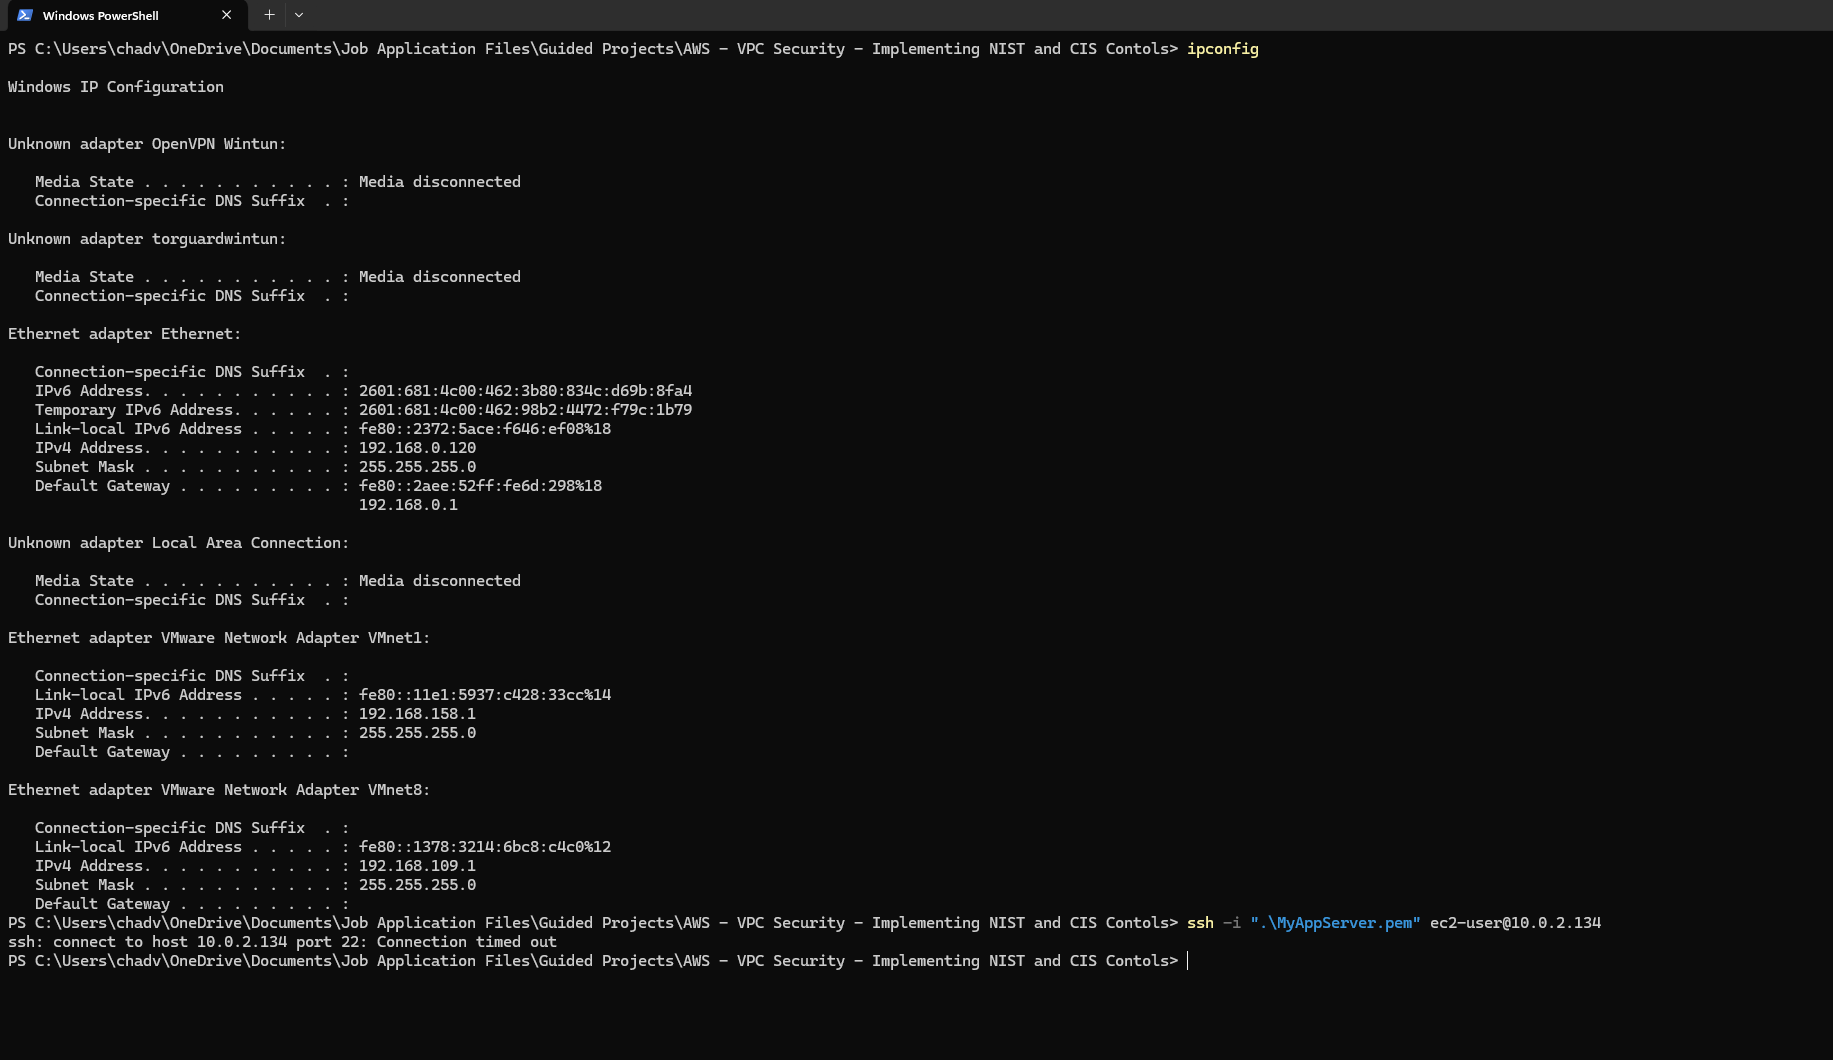 Windows PowerShell
PS C:\Users\chadv\OneDrive\Documents\Job Application Files\Guided Projects\AWS - VPC Security - Implementing NIST and CIS Contols> ipconfig
Windows IP Configuration
Unknown adapter OpenVPN Wintun:
   Media State . . . . . . . . . . . : Media disconnected
   Connection-specific DNS Suffix  . :
Unknown adapter torguardwintun:
   Media State . . . . . . . . . . . : Media disconnected
   Connection-specific DNS Suffix  . :
Ethernet adapter Ethernet:
   Connection-specific DNS Suffix  . :
   IPv6 Address. . . . . . . . . . . : 2601:681:4c00:462:3b80:834c:d69b:8fa4
   Temporary IPv6 Address. . . . . . : 2601:681:4c00:462:98b2:4472:f79c:1b79
   Link-local IPv6 Address . . . . . : fe80::2372:5ace:f646:ef08%18
   IPv4 Address. . . . . . . . . . . : 192.168.0.120
   Subnet Mask . . . . . . . . . . . : 255.255.255.0
   Default Gateway . . . . . . . . . : fe80::2aee:52ff:fe6d:298%18
                                       192.168.0.1
Unknown adapter Local Area Connection:
   Media State . . . . . . . . . . . : Media disconnected
   Connection-specific DNS Suffix  . :
Ethernet adapter VMware Network Adapter VMnet1:
   Connection-specific DNS Suffix  . :
   Link-local IPv6 Address . . . . . : fe80::11e1:5937:c428:33cc%14
   IPv4 Address. . . . . . . . . . . : 192.168.158.1
   Subnet Mask . . . . . . . . . . . : 255.255.255.0
   Default Gateway . . . . . . . . . :
Ethernet adapter VMware Network Adapter VMnet8:
   Connection-specific DNS Suffix  . :
   Link-local IPv6 Address . . . . . : fe80::1378:3214:6bc8:c4c0%12
   IPv4 Address. . . . . . . . . . . : 192.168.109.1
   Subnet Mask . . . . . . . . . . . : 255.255.255.0
   Default Gateway . . . . . . . . . :
PS C:\Users\chadv\OneDrive\Documents\Job Application Files\Guided Projects\AWS - VPC Security - Implementing NIST and CIS Contols> ssh -i ".\MyAppServer.pem" ec2-user@10.0.2.134
ssh: connect to host 10.0.2.134 port 22: Connection timed out
PS C:\Users\chadv\OneDrive\Documents\Job Application Files\Guided Projects\AWS - VPC Security - Implementing NIST and CIS Contols>